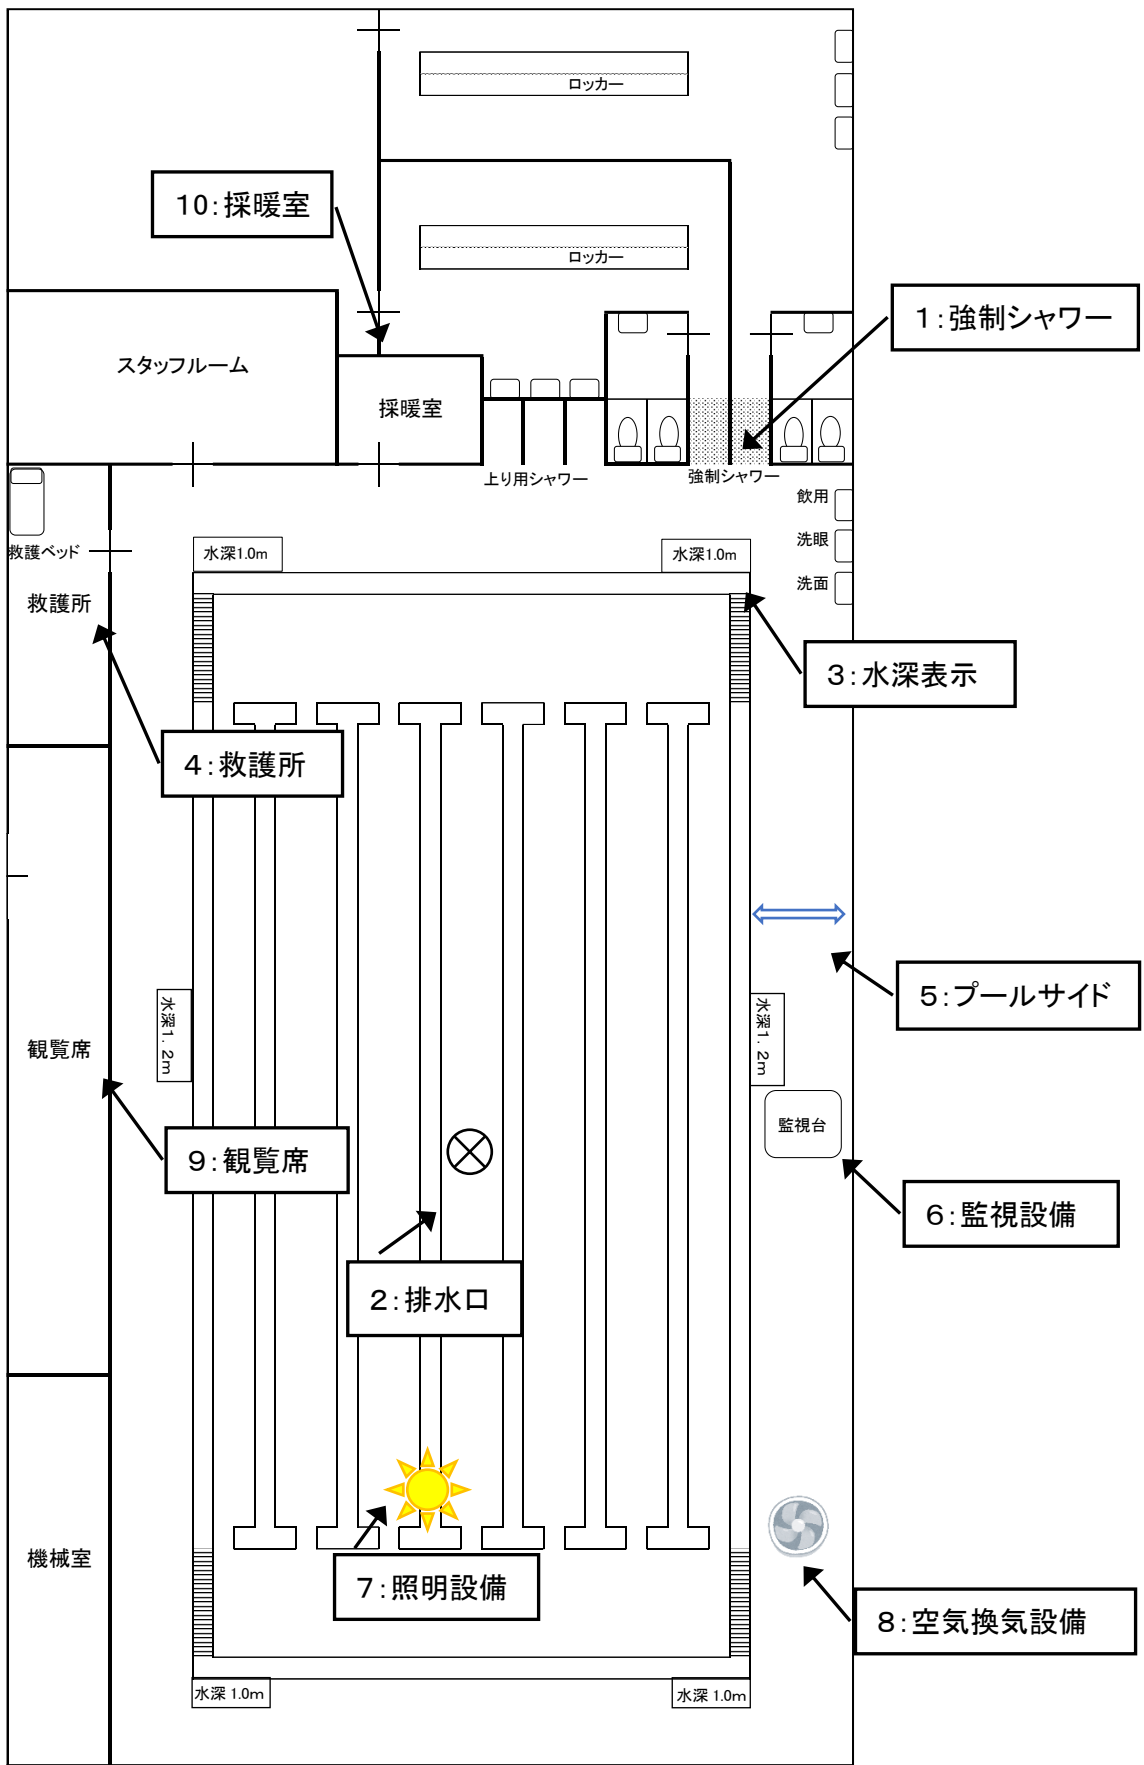 ロッカー
10：採暖室
ロッカー
1：強制シャワー
スタッフルーム
採暖室
上り用シャワー
強制シャワー
飲用
洗眼
洗面
救護ベッド
救護所
水深1.0m
水深1.0m
3：水深表示
4：救護所
5：プールサイド
水深1.2m
水深1.2m
観覧席
監視台
9：観覧席
6：監視設備
2：排水口
機械室
7：照明設備
8：空気換気設備
水深 1.0m
水深 1.0m